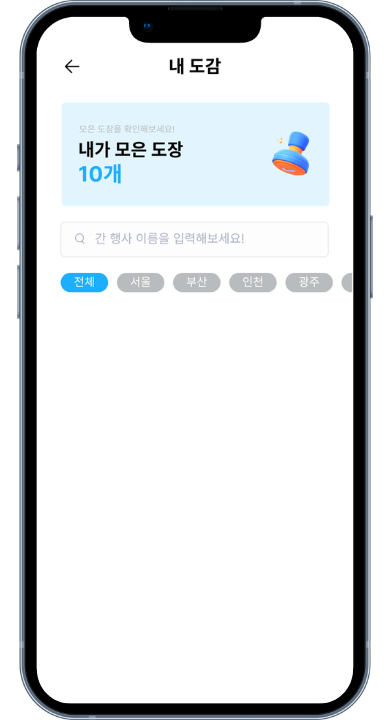 내 도감
모은 도장을 확인해보세요!
내가 모은 도장
10개
간 행사 이름을 입력해보세요!
전체 서울 부산 인천 광주